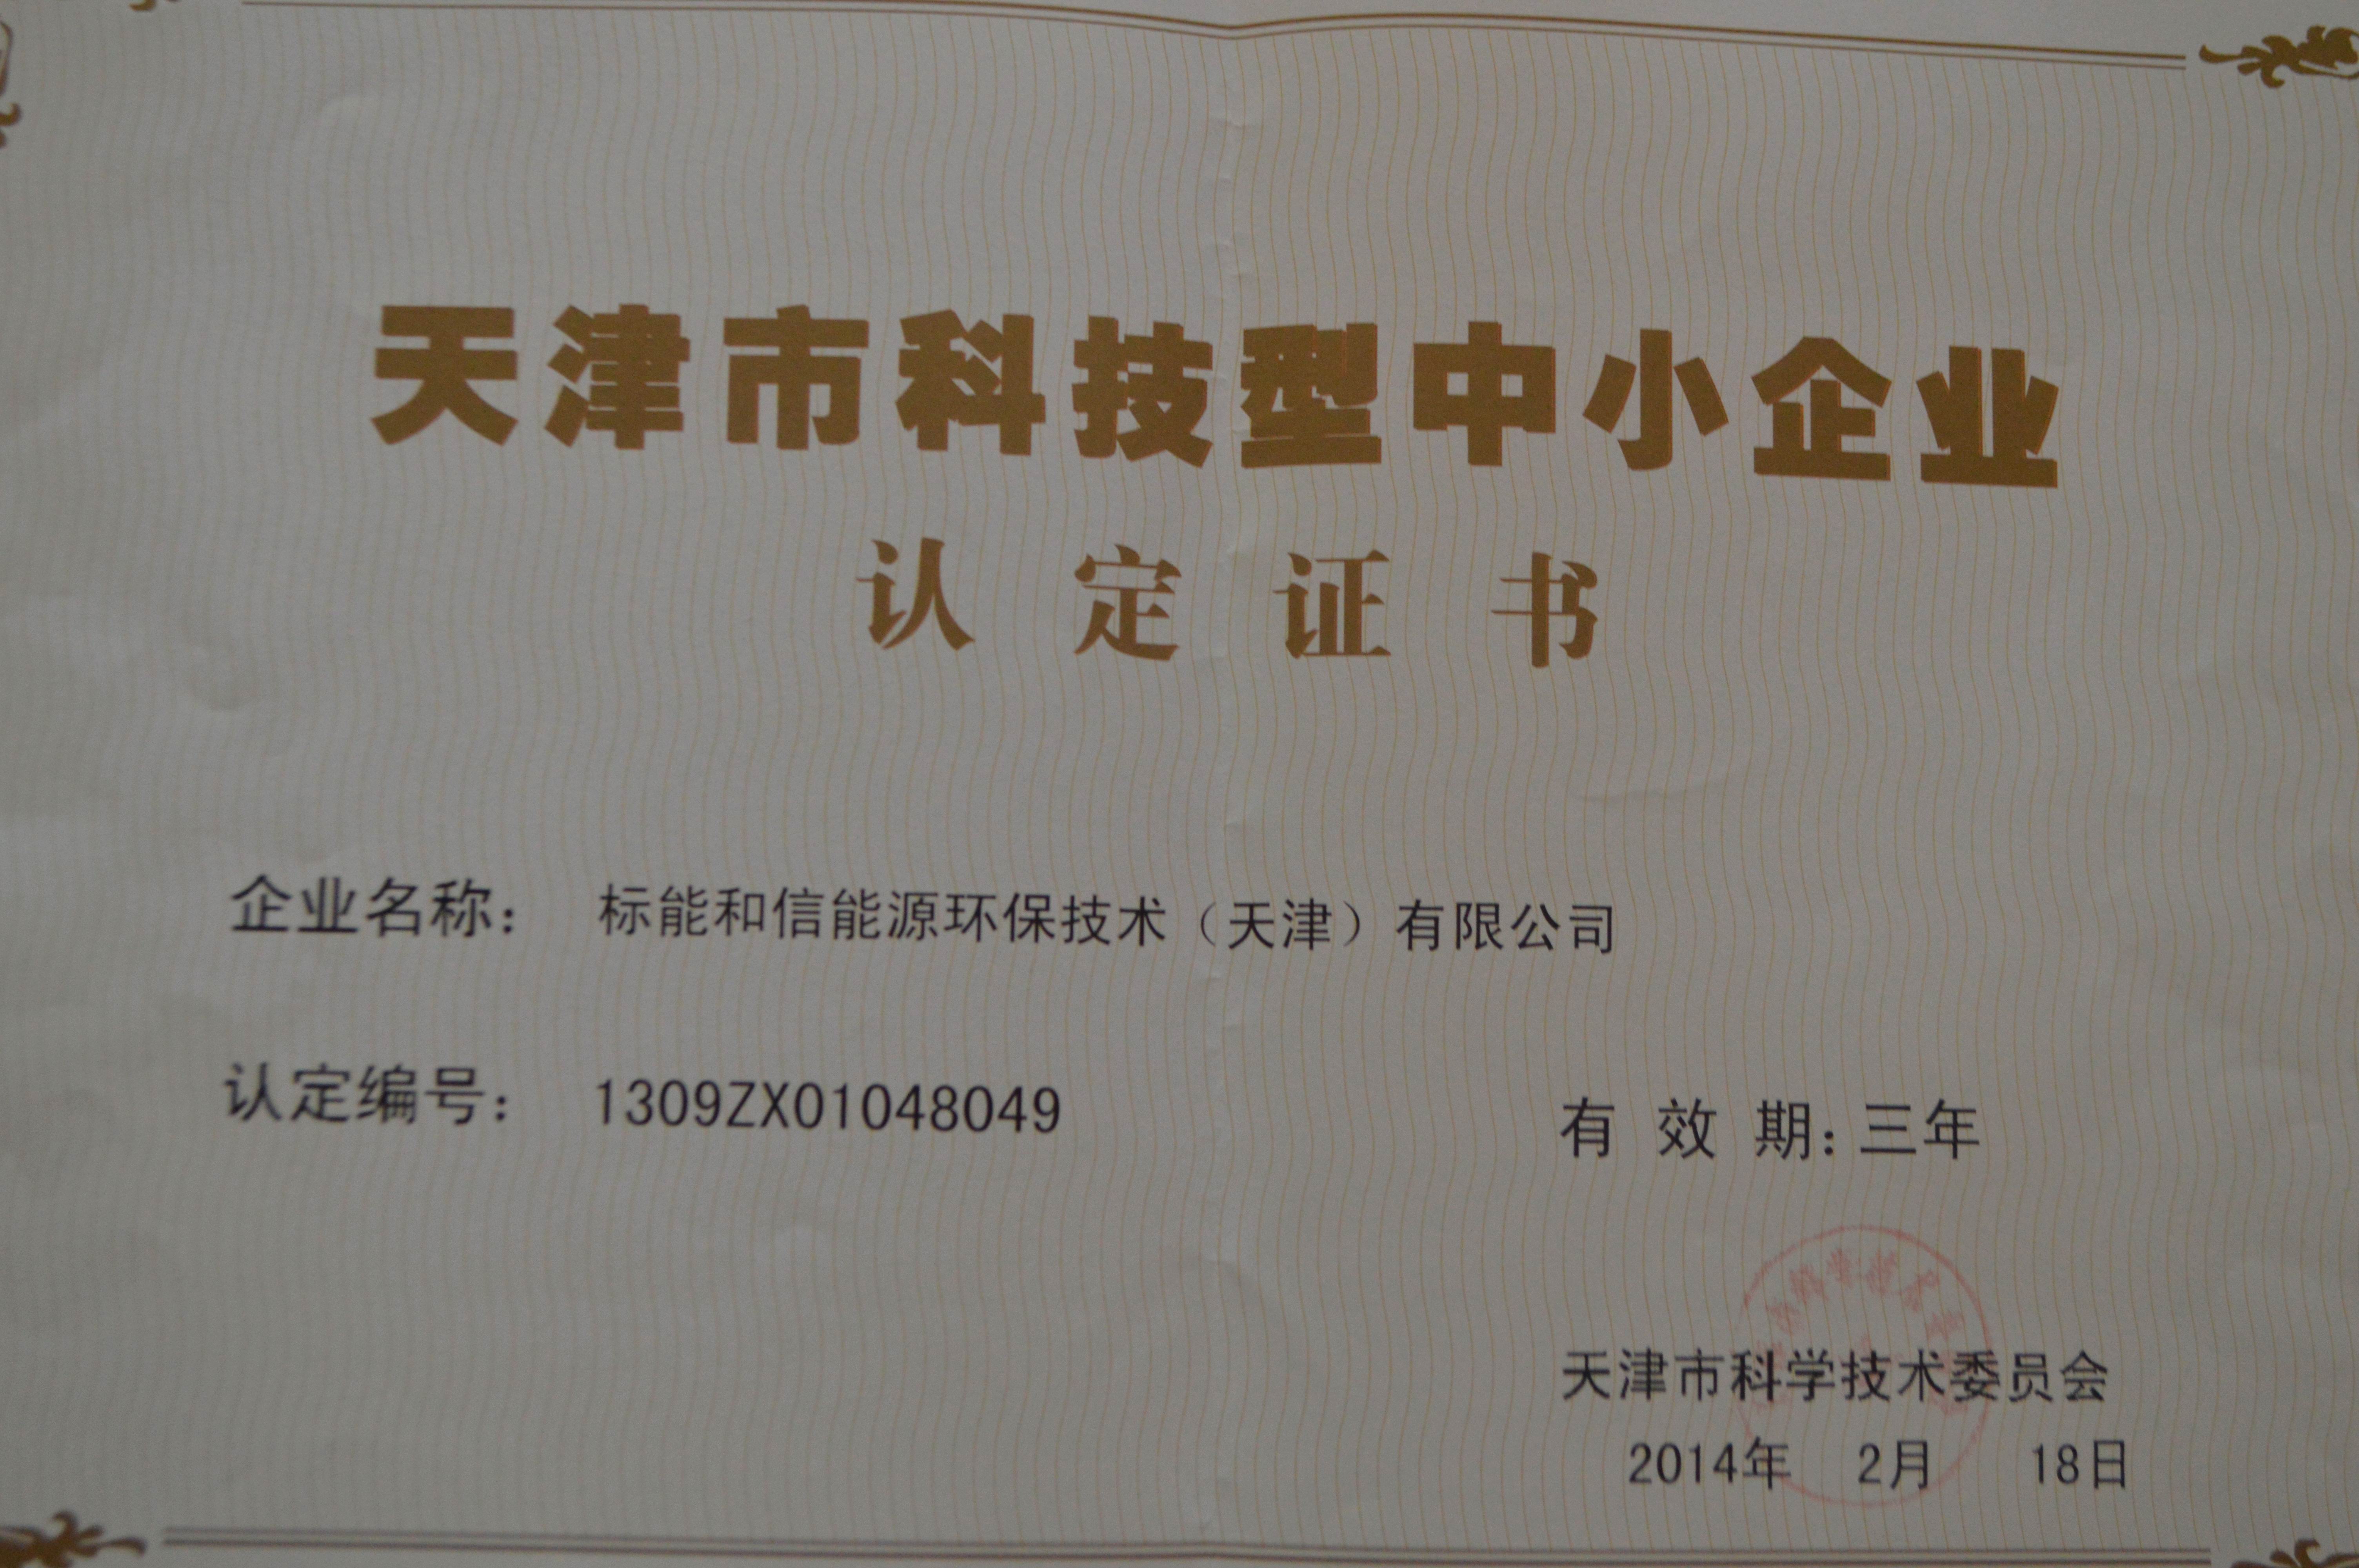 天津市科技型中小企业
认定证书
企业名称： 标能和信能源环保技术（天津）有限公司
认定编号： 1309ZX01048049 有 效 期：三年
天津市科学技术委员会
2014年 2月 18日